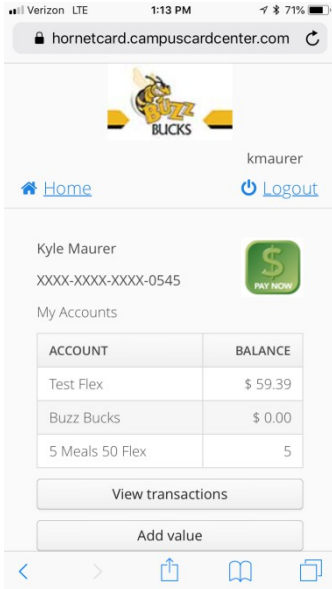 Verizon LTE 1:13 PM 71%
hornetcard.campuscardcenter.com
BUZZ
BUCKS
kmaurer
Home Logout
Kyle Maurer
XXXX-XXXX-XXXX-0545
$
PAY NOW
My Accounts
ACCOUNT BALANCE
Test Flex $ 59.39
Buzz Bucks $ 0.00
5 Meals 50 Flex 5
View transactions
Add value